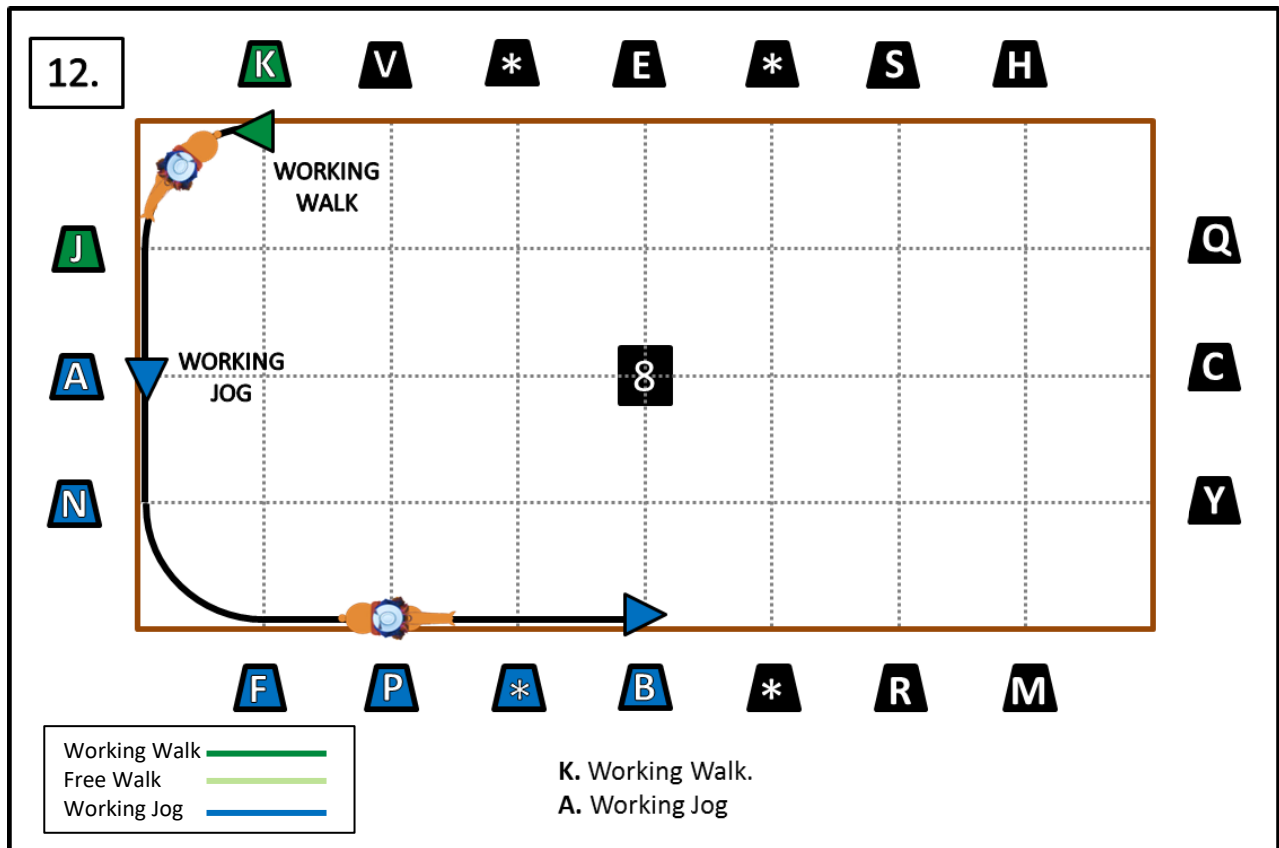 12.
K V * E * S H
WORKING
WALK
J Q
WORKING
JOG
A 8 C
N Y
F P * B * R M
Working Walk
Free Walk
Working Jog
K. Working Walk.
A. Working Jog